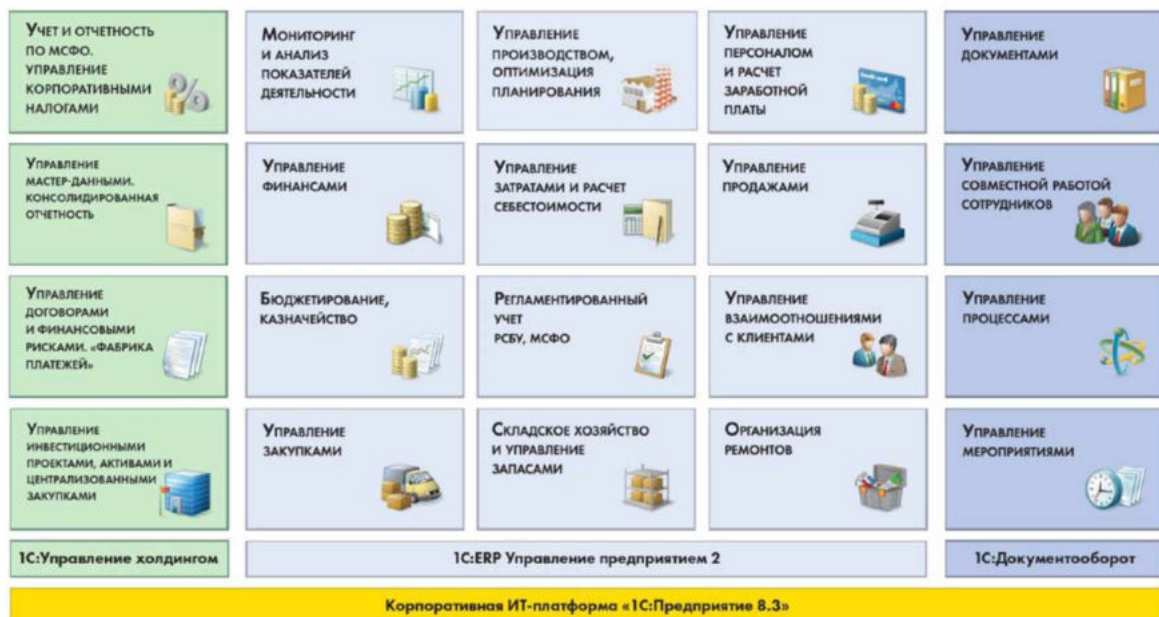 Учет и отчетность
по МСФО.
управление
корпоративными
налогами
Мониторинг
и анализ
показателей
деятельности
Управление
производством,
оптимизация
планирования
Управление
персоналом
и расчет
заработной
платы
Управление
документами
Управление
мастер-данными.
консолидированная
отчетность
Управление
финансами
Управление
затратами и расчет
себестоимости
Управление
продажами
Управление
совместной работой
сотрудников
Управление
договорами
и финансовыми
рисками. «фабрика
платежей»
Бюджетирование,
казначейство
Регламентированный
учет
РСБУ, МСФО
Управление
взаимоотношениями
с клиентами
Управление
процессами
Управление
инвестиционными
проектами, активами и
централизованными
закупками
Управление
закупками
Складское хозяйство
и управление
запасами
Организация
ремонтов
Управление
мероприятиями
1С:Управление холдингом
1С:ERP Управление предприятием 2
1С:Документооборот
Корпоративная ИТ-платформа «1С:Предприятие 8.3»